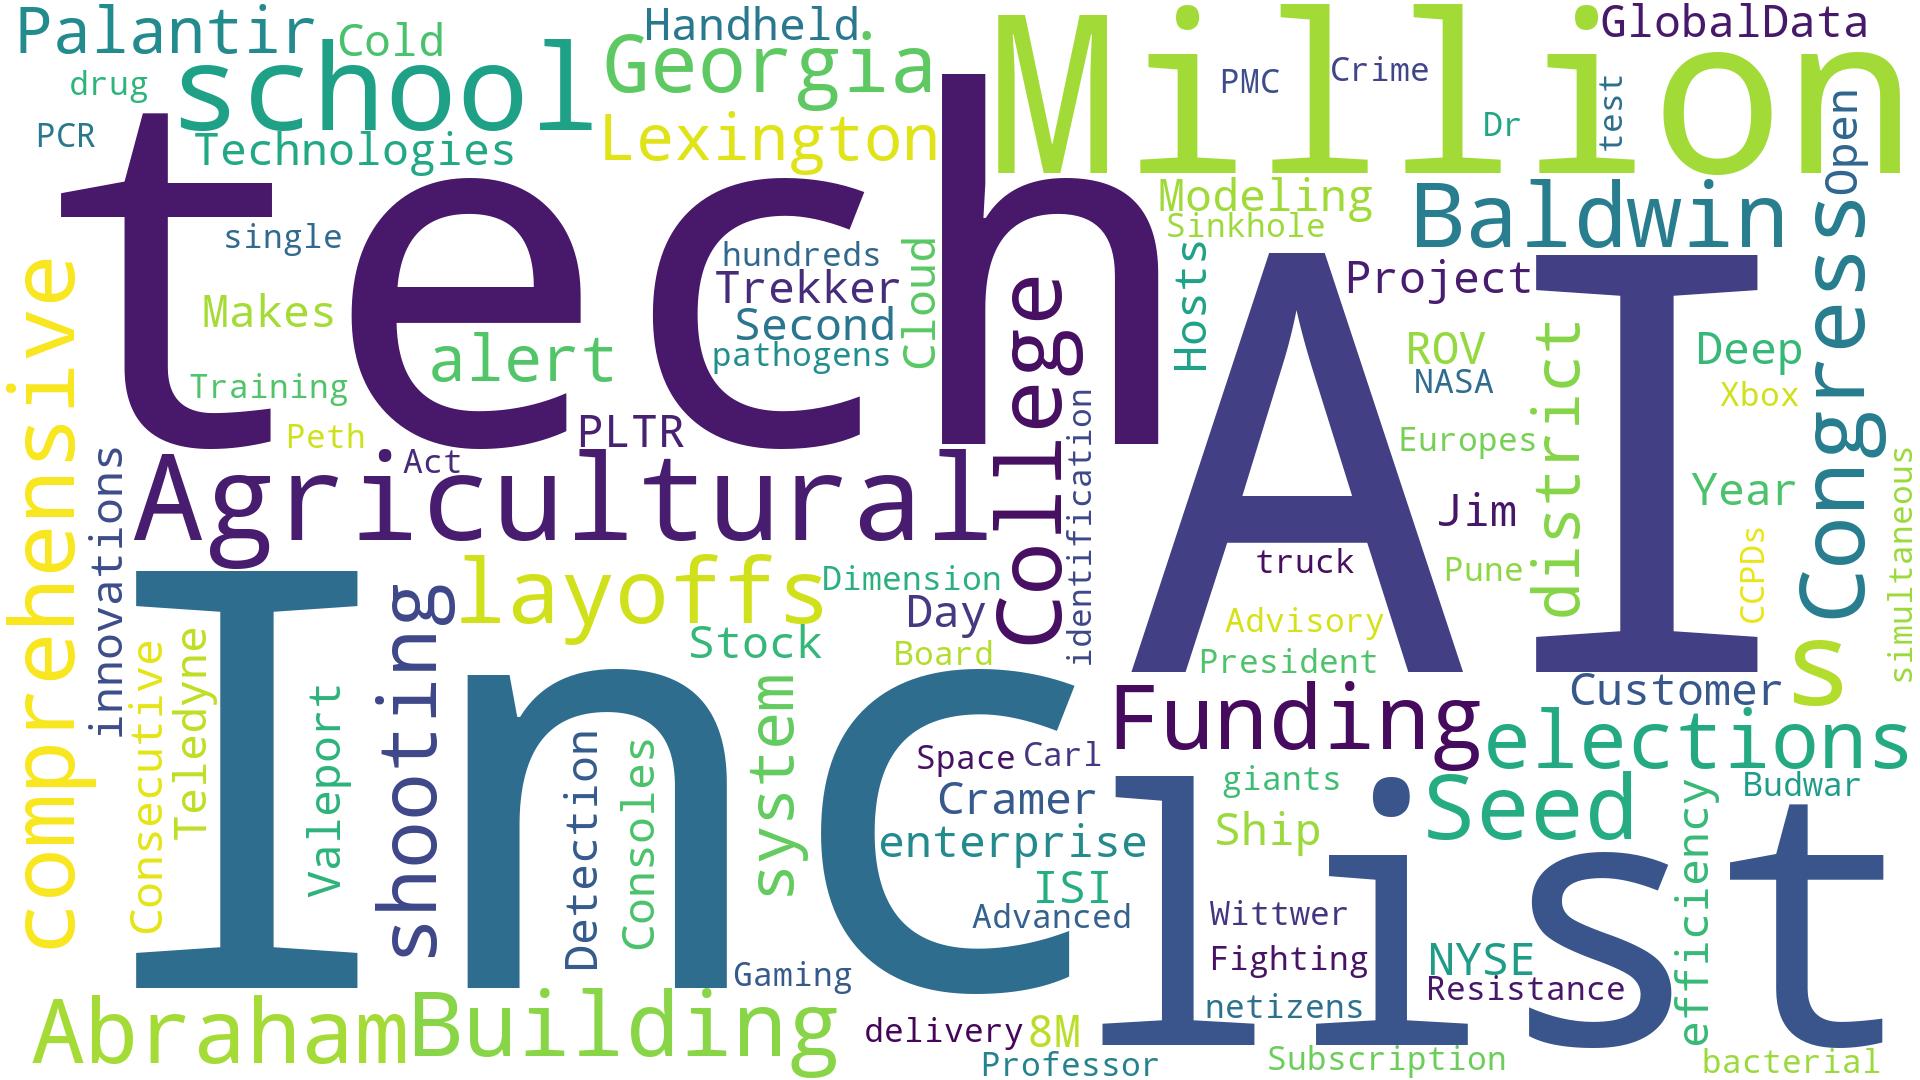 Palantir
Cold
Handheld
Million
GlobalData
drug
school
Georgia
PMC
Crime
PCR
Technologies
Lexington
Dr
test
open
tech
single
hundreds
Trekker
Second
pathogens
Cloud
Modeling
Sinkhole
Hosts
Baldwin
Project
Congress
comprehensive
Makes
alert
Training
Peth
PLTR
College
identification
AI
ROV
NASA
Europes
district
Deep
Xbox
Year
Jim
truck
Pune
CCPDs
simultaneous
innovations
Act
Agricultural
layoffs
Dimension
Day
Stock
Board
Advisory
President
Customer
s
Inc
Consecutive
Teledyne
Valeport
shooting
Detection
Consoles
system
Funding
elections
Space
Carl
Cramer
enterprise
ISI
Advanced
giants
Ship
Seed
Budwar
list
Wittwer
Fighting
netizens
NYSE
Resistance
efficiency
Gaming
Abraham
Building
delivery
8M
Professor
Subscription
bacterial